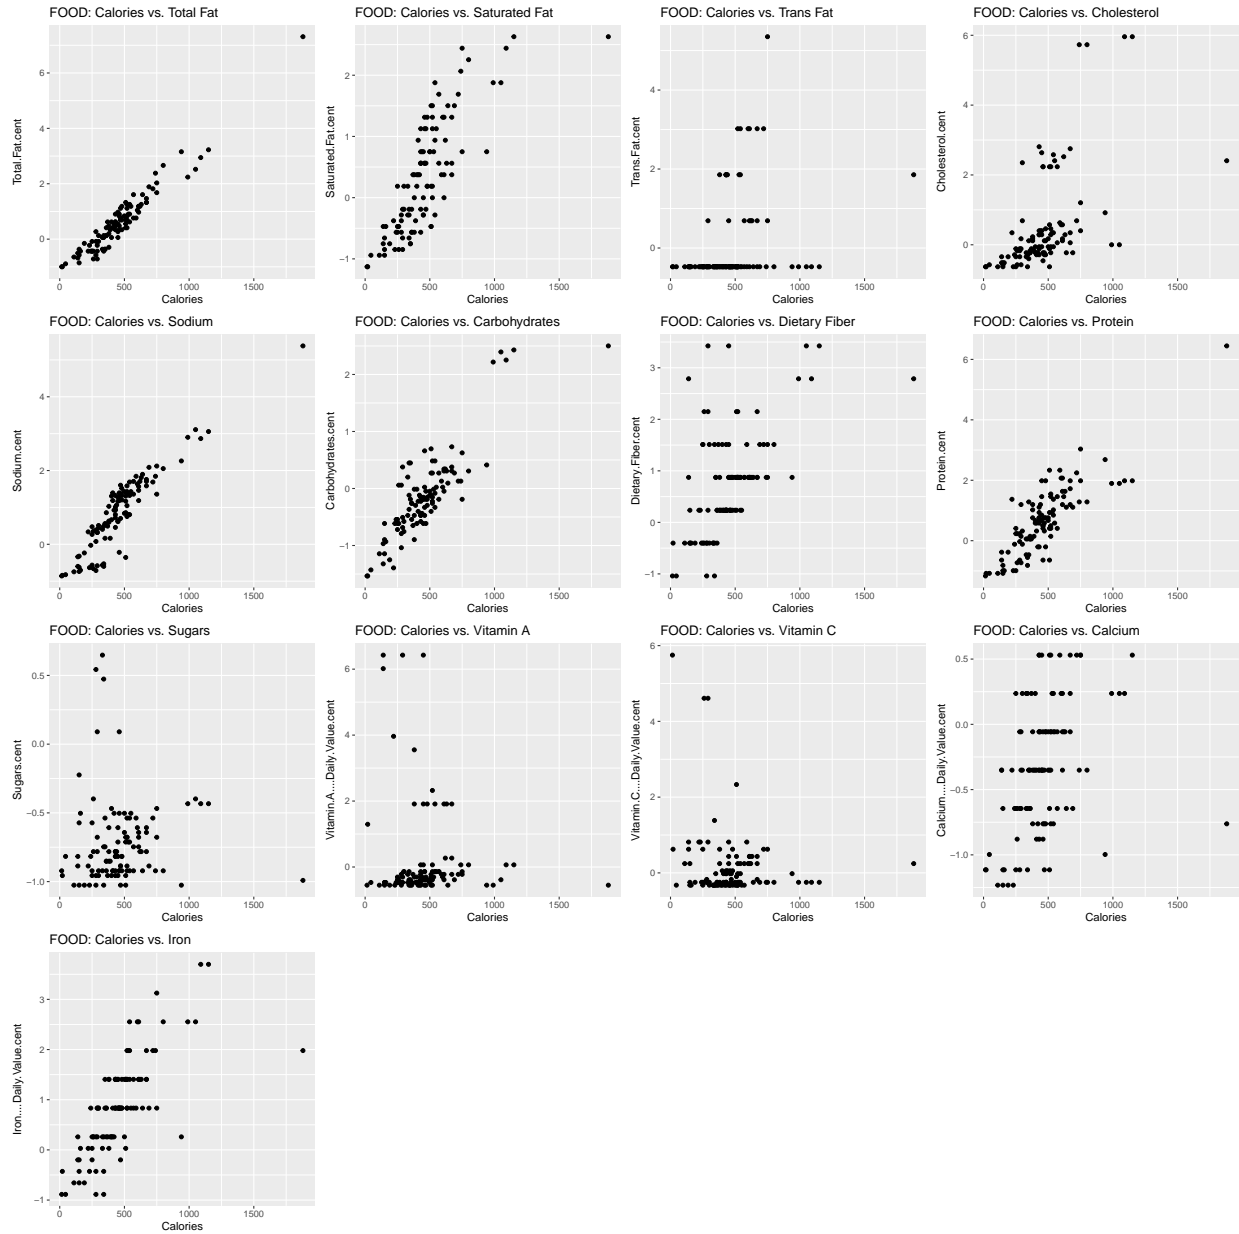 FOOD: Calories vs. Total Fat
Total.Fat.cent
6
4
2
0
0 500 1000 1500
Calories
FOOD: Calories vs. Saturated Fat
Saturated.Fat.cent
2
1
0
−1
0 500 1000 1500
Calories
FOOD: Calories vs. Trans Fat
Trans.Fat.cent
4
2
0
0 500 1000 1500
Calories
FOOD: Calories vs. Cholesterol
Cholesterol.cent
6
4
2
0
0 500 1000 1500
Calories
FOOD: Calories vs. Sodium
Sodium.cent
4
2
0
0 500 1000 1500
Calories
FOOD: Calories vs. Carbohydrates
Carbohydrates.cent
2
1
0
−1
0 500 1000 1500
Calories
FOOD: Calories vs. Dietary Fiber
Dietary.Fiber.cent
3
2
1
0
−1
0 500 1000 1500
Calories
FOOD: Calories vs. Protein
Protein.cent
6
4
2
0
0 500 1000 1500
Calories
FOOD: Calories vs. Sugars
Sugars.cent
0.5
0.0
−0.5
−1.0
0 500 1000 1500
Calories
FOOD: Calories vs. Vitamin A
Vitamin.A....Daily.Value.cent
6
4
2
0
0 500 1000 1500
Calories
FOOD: Calories vs. Vitamin C
Vitamin.C....Daily.Value.cent
6
4
2
0
0 500 1000 1500
Calories
FOOD: Calories vs. Calcium
Calcium....Daily.Value.cent
0.5
0.0
−0.5
−1.0
0 500 1000 1500
Calories
FOOD: Calories vs. Iron
Iron....Daily.Value.cent
3
2
1
0
−1
0 500 1000 1500
Calories